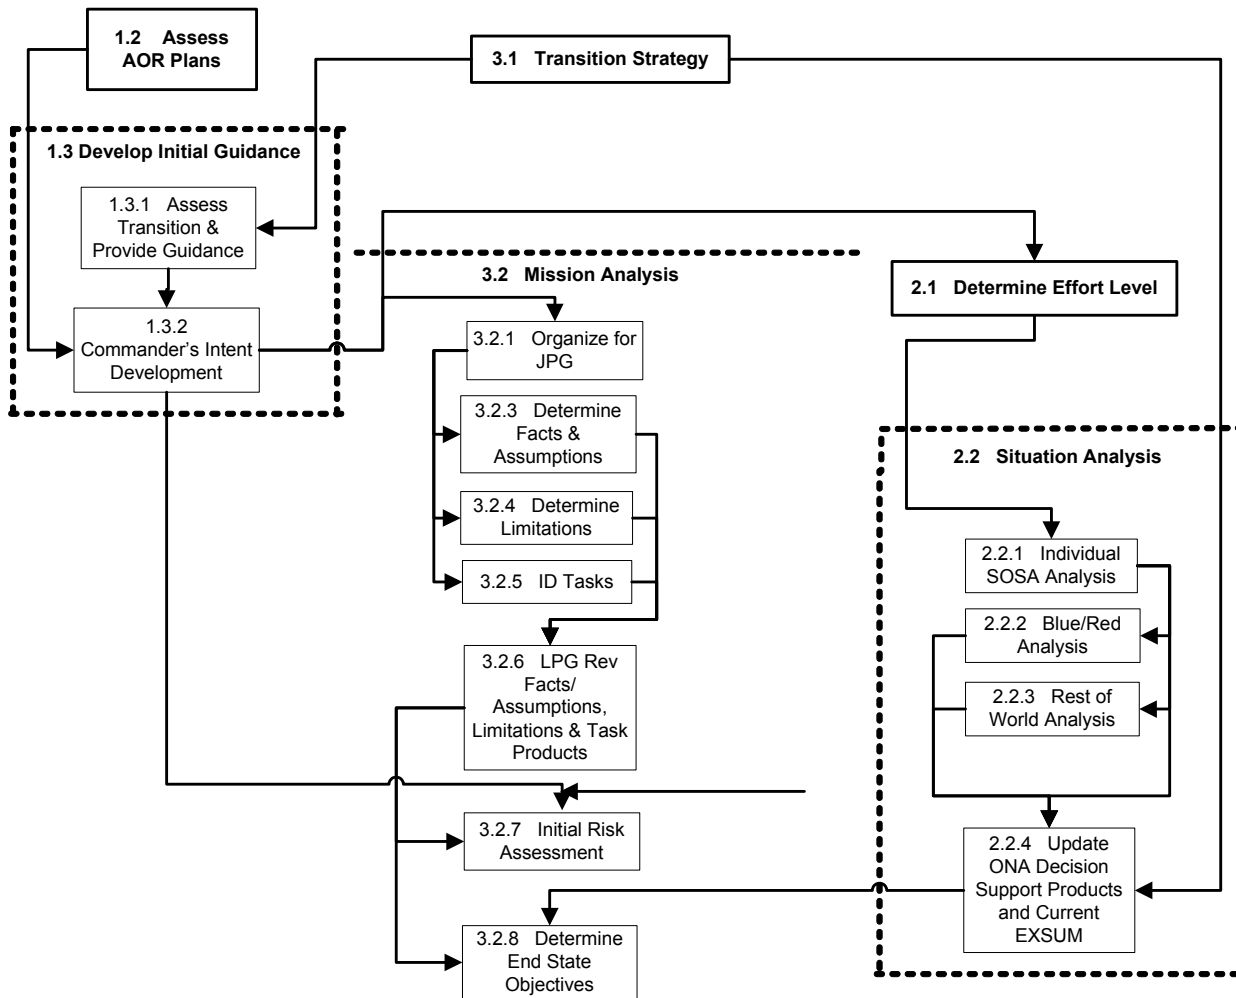 1.2 Assess
AOR Plans
3.1 Transition Strategy
1.3 Develop Initial Guidance
1.3.1 Assess
Transition &
Provide Guidance
1.3.2
Commander's Intent
Development
3.2 Mission Analysis
3.2.1 Organize for
JPG
3.2.3 Determine
Facts &
Assumptions
3.2.4 Determine
Limitations
3.2.5 ID Tasks
3.2.6 LPG Rev
Facts/
Assumptions,
Limitations & Task
Products
3.2.7 Initial Risk
Assessment
3.2.8 Determine
End State
Objectives
2.1 Determine Effort Level
2.2 Situation Analysis
2.2.1 Individual
SOSA Analysis
2.2.2 Blue/Red
Analysis
2.2.3 Rest of
World Analysis
2.2.4 Update
ONA Decision
Support Products
and Current
EXSUM